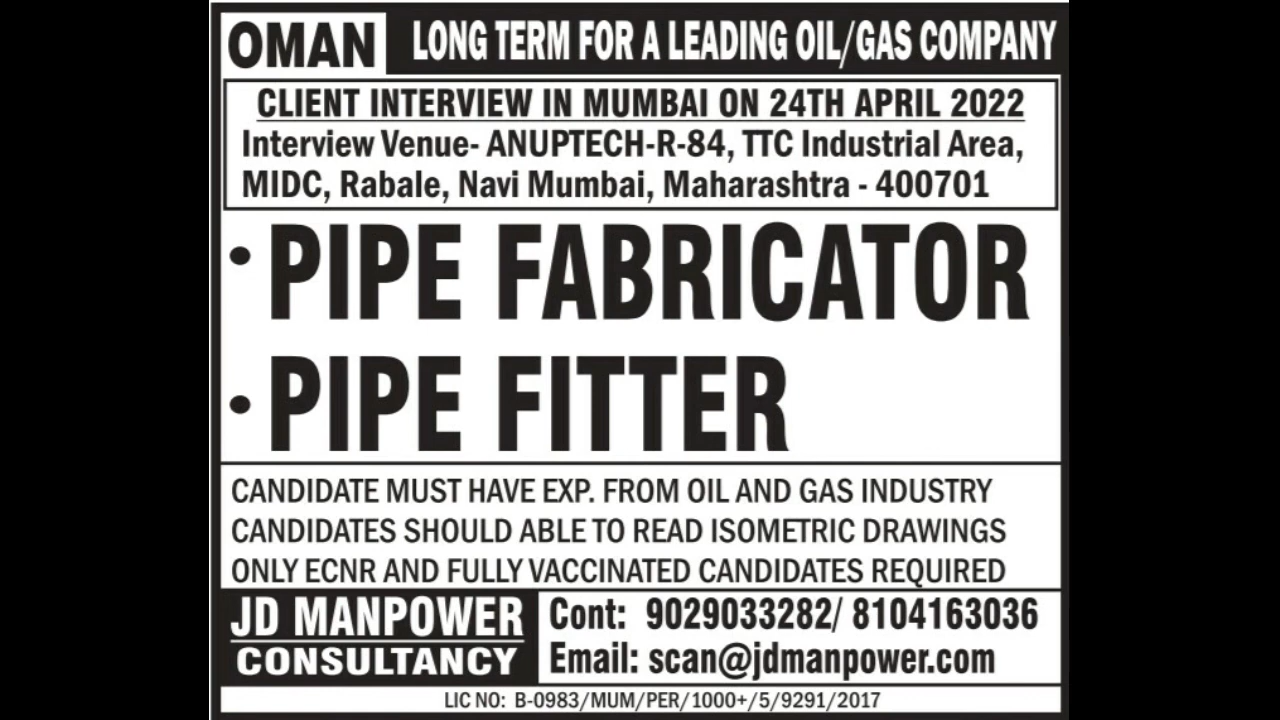 OMAN LONG TERM FOR A LEADING OIL/GAS COMPANY
CLIENT INTERVIEW IN MUMBAI ON 24TH APRIL 2022
Interview Venue- ANUPTECH-R-84, TTC Industrial Area,
MIDC, Rabale, Navi Mumbai, Maharashtra - 400701
• PIPE FABRICATOR
• PIPE FITTER
CANDIDATE MUST HAVE EXP. FROM OIL AND GAS INDUSTRY
CANDIDATES SHOULD ABLE TO READ ISOMETRIC DRAWINGS
ONLY ECNR AND FULLY VACCINATED CANDIDATES REQUIRED
JD MANPOWER
CONSULTANCY
Cont: 9029033282/ 8104163036
Email: scan@jdmanpower.com
LIC NO: B-0983/MUM/PER/1000+/5/9291/2017